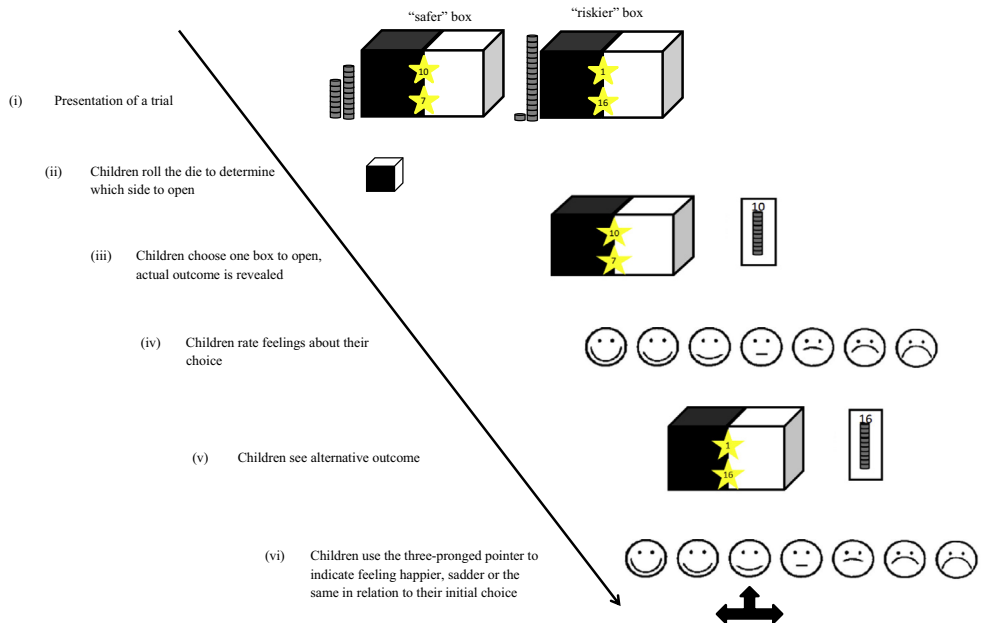 “safer” box
“riskier” box
10
7
1
16
(i) Presentation of a trial
(ii) Children roll the die to determine
which side to open
10
10
7
(iii) Children choose one box to open,
actual outcome is revealed
(iv) Children rate feelings about their
choice
16
1
16
(v) Children see alternative outcome
(vi) Children use the three-pronged pointer to
indicate feeling happier, sadder or the
same in relation to their initial choice